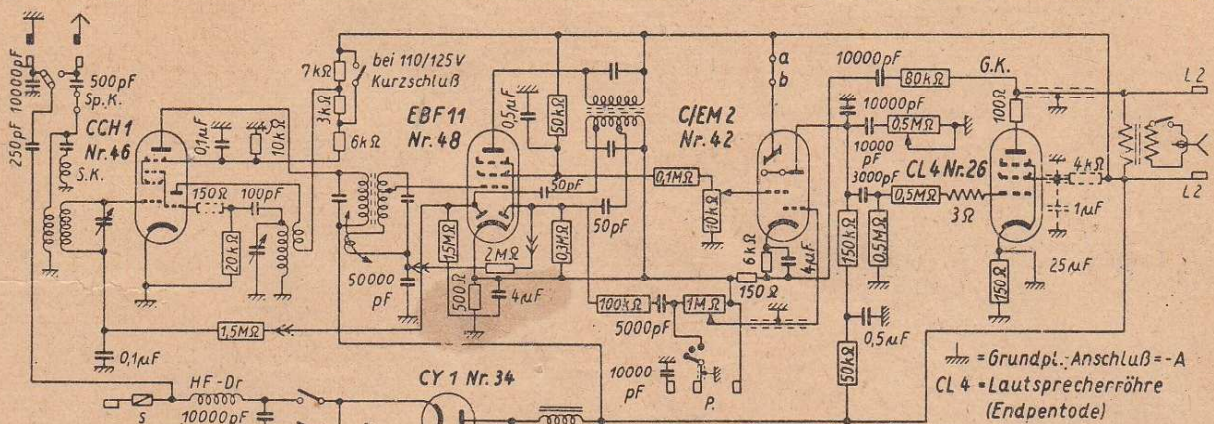 10000pF
250pF
500pF
Sp.K.
CCH1
Nr.46
S.K.
0,1µF
10kΩ
7kΩ
bei 110/125V
Kurzschluß
3kΩ
6kΩ
150Ω
100pF
20kΩ
1,5MΩ
0,1µF
EBF11
Nr.48
0,5µF
50kΩ
50pF
50pF
1,5MΩ
2MΩ
0,3MΩ
50000
pF
500Ω
4µF
C/EM2
Nr.42
a
b
0,1MΩ
10kΩ
6kΩ
4µF
150Ω
100kΩ
1MΩ
5000pF
10000
pF
P.
10000pF
80kΩ
G.K.
10000pF
0,5MΩ
10000
pF
3000pF
CL4 Nr.26
0,5MΩ
3Ω
100Ω
4kΩ
1µF
L2
L2
150kΩ
0,5MΩ
150Ω
25µF
0,5µF
50kΩ
= Grundpl.-Anschluß=-A
CL 4 = Lautsprecherröhre
(Endpentode)
HF-Dr
S
10000pF
CY 1 Nr.34